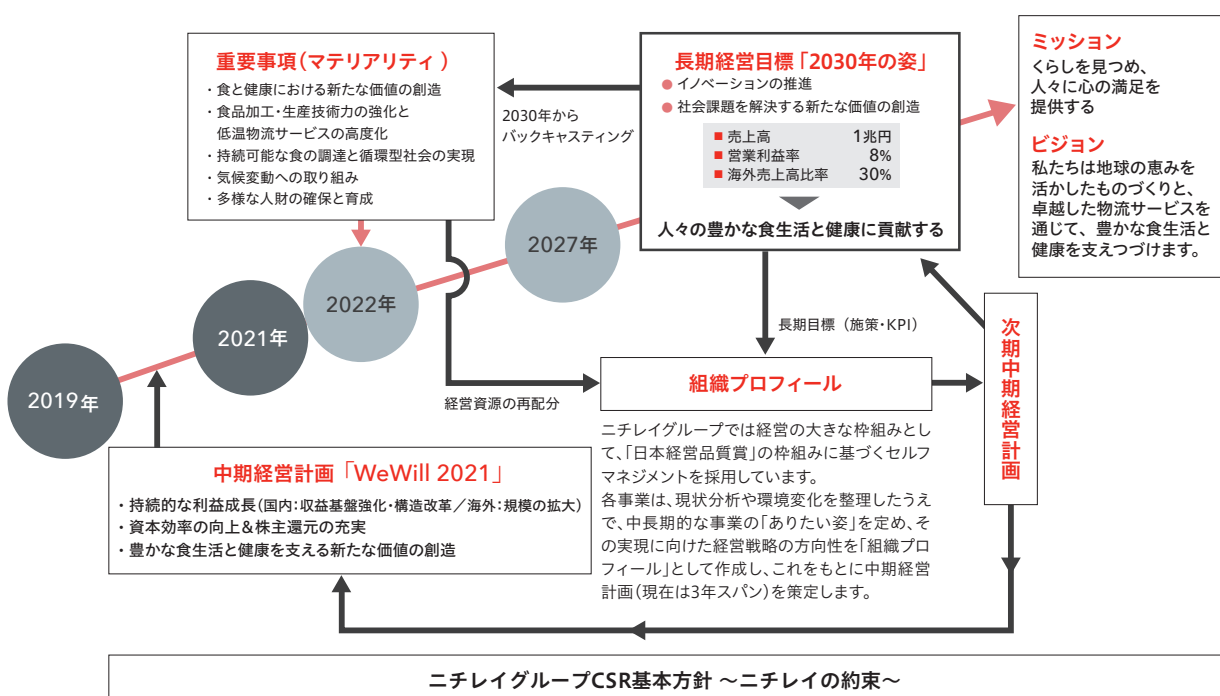 重要事項（マテリアリティ）
・食と健康における新たな価値の創造
・食品加工・生産技術力の強化と
低温物流サービスの高度化
・持続可能な食の調達と循環型社会の実現
・気候変動への取り組み
・多様な人財の確保と育成
2030年から
バックキャスティング
長期経営目標「2030年の姿」
● イノベーションの推進
● 社会課題を解決する新たな価値の創造
■ 売上高 1兆円
■ 営業利益率 8%
■ 海外売上高比率 30%
人々の豊かな食生活と健康に貢献する
ミッション
くらしを見つめ、
人々に心の満足を
提供する
ビジョン
私たちは地球の恵みを
活かしたものづくりと、
卓越した物流サービスを
通じて、豊かな食生活と
健康を支えつづけます。
2019年
2021年
2022年
2027年
長期目標（施策・KPI）
経営資源の再配分
組織プロフィール
次期中期経営計画
ニチレイグループでは経営の大きな枠組みとし
て、「日本経営品質賞」の枠組みに基づくセルフ
マネジメントを採用しています。
各事業は、現状分析や環境変化を整理したうえ
で、中長期的な事業の「ありたい姿」を定め、そ
の実現に向けた経営戦略の方向性を「組織プロ
フィール」として作成し、これをもとに中期経営
計画（現在は3年スパン）を策定します。
中期経営計画「WeWill 2021」
・持続的な利益成長（国内：収益基盤強化・構造改革／海外：規模の拡大）
・資本効率の向上＆株主還元の充実
・豊かな食生活と健康を支える新たな価値の創造
ニチレイグループCSR基本方針 ～ニチレイの約束～